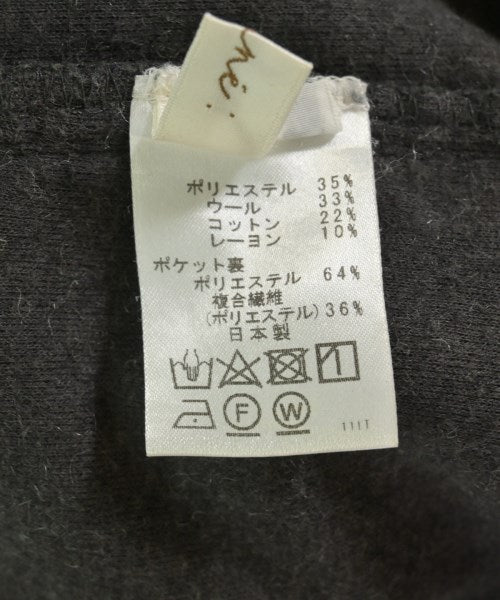 ポリエステル 35%
ウール 33%
コットン 22%
レーヨン 10%
ポケット裏
ポリエステル 64%
複合繊維
(ポリエステル)36%
日本製
F W